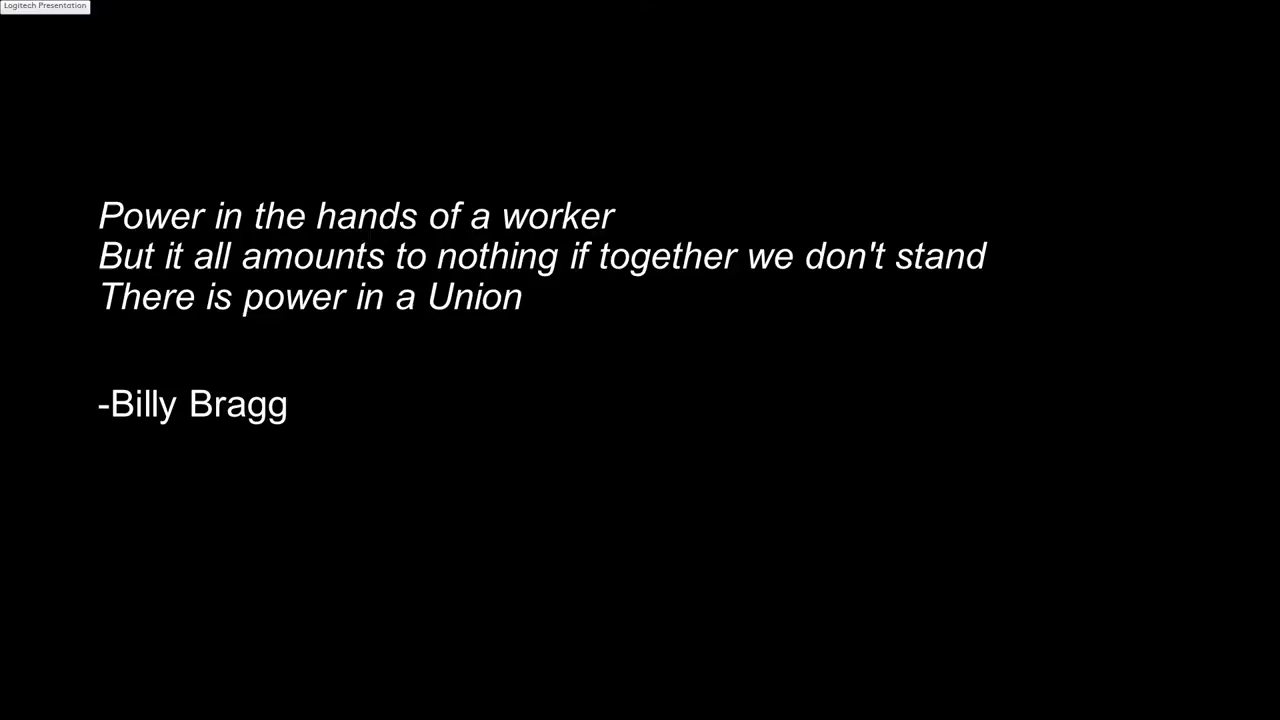 Logitech Presentation
Power in the hands of a worker
But it all amounts to nothing if together we don't stand
There is power in a Union
-Billy Bragg